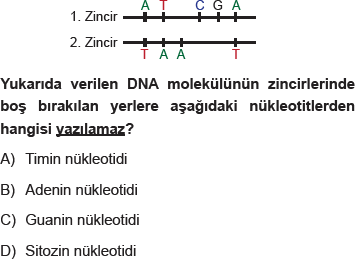 A T C G A
1. Zincir
2. Zincir
T A A T
Yukarıda verilen DNA molekülünün zincirlerinde
boş bırakılan yerlere aşağıdaki nükleotitlerden
hangisi yazılamaz?
A) Timin nükleotidi
B) Adenin nükleotidi
C) Guanin nükleotidi
D) Sitozin nükleotidi